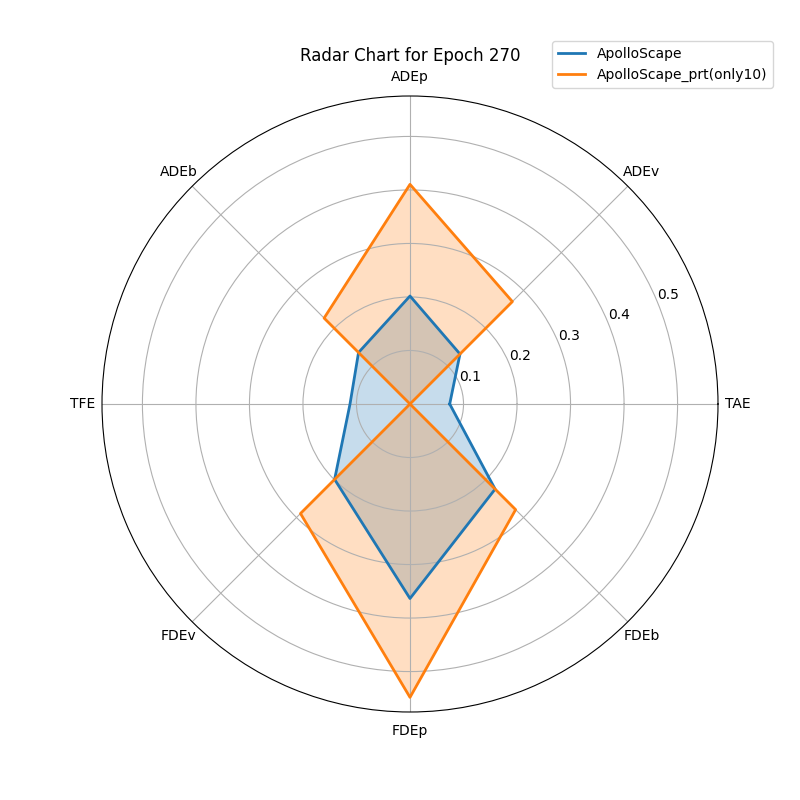 Radar Chart for Epoch 270
ApolloScape
ApolloScape_prt(only10)
ADEp
ADEb
ADEv
0.5
0.4
0.3
0.2
0.1
TFE
TAE
FDEv
FDEb
FDEp